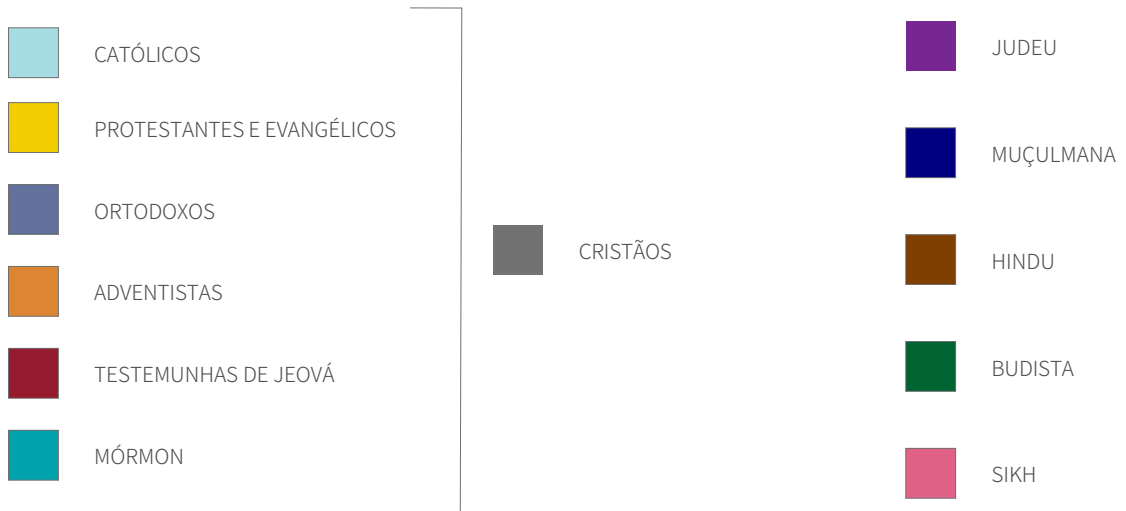 CATÓLICOS
PROTESTANTES E EVANGÉLICOS
ORTODOXOS
ADVENTISTAS
TESTEMUNHAS DE JEOVÁ
MÓRMON
CRISTÃOS
JUDEU
MUÇULMANA
HINDU
BUDISTA
SIKH